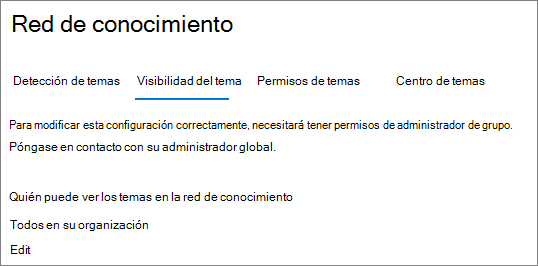 Red de conocimiento
Detección de temas Visibilidad del tema Permisos de temas Centro de temas
Para modificar esta configuración correctamente, necesitará tener permisos de administrador de grupo.
Póngase en contacto con su administrador global.
Quién puede ver los temas en la red de conocimiento
Todos en su organización
Edit